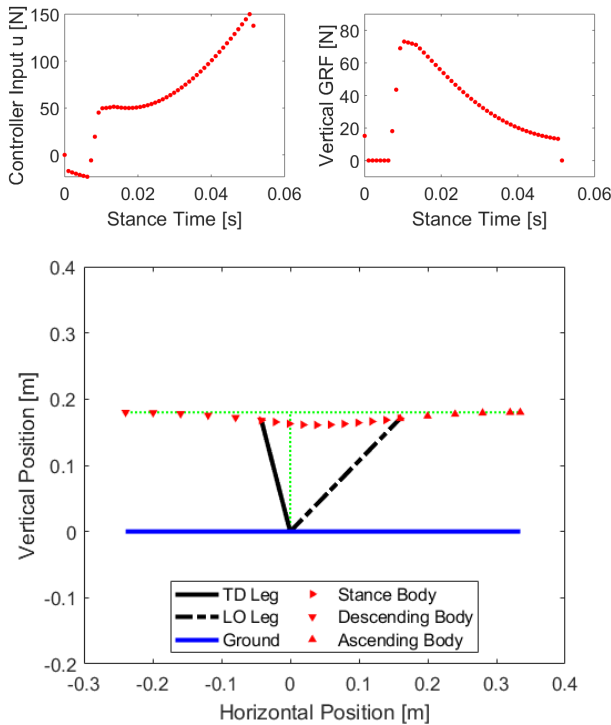 Controller Input u [N]
150
100
50
0
0
0.02
0.04
0.06
Stance Time [s]
Vertical GRF [N]
80
60
40
20
0
0
0.02
0.04
0.06
Stance Time [s]
Vertical Position [m]
0.4
0.3
0.2
0.1
0
-0.1
-0.2
TD Leg
LO Leg
Ground
Stance Body
Descending Body
Ascending Body
-0.3
-0.2
-0.1
0
0.1
0.2
0.3
0.4
Horizontal Position [m]